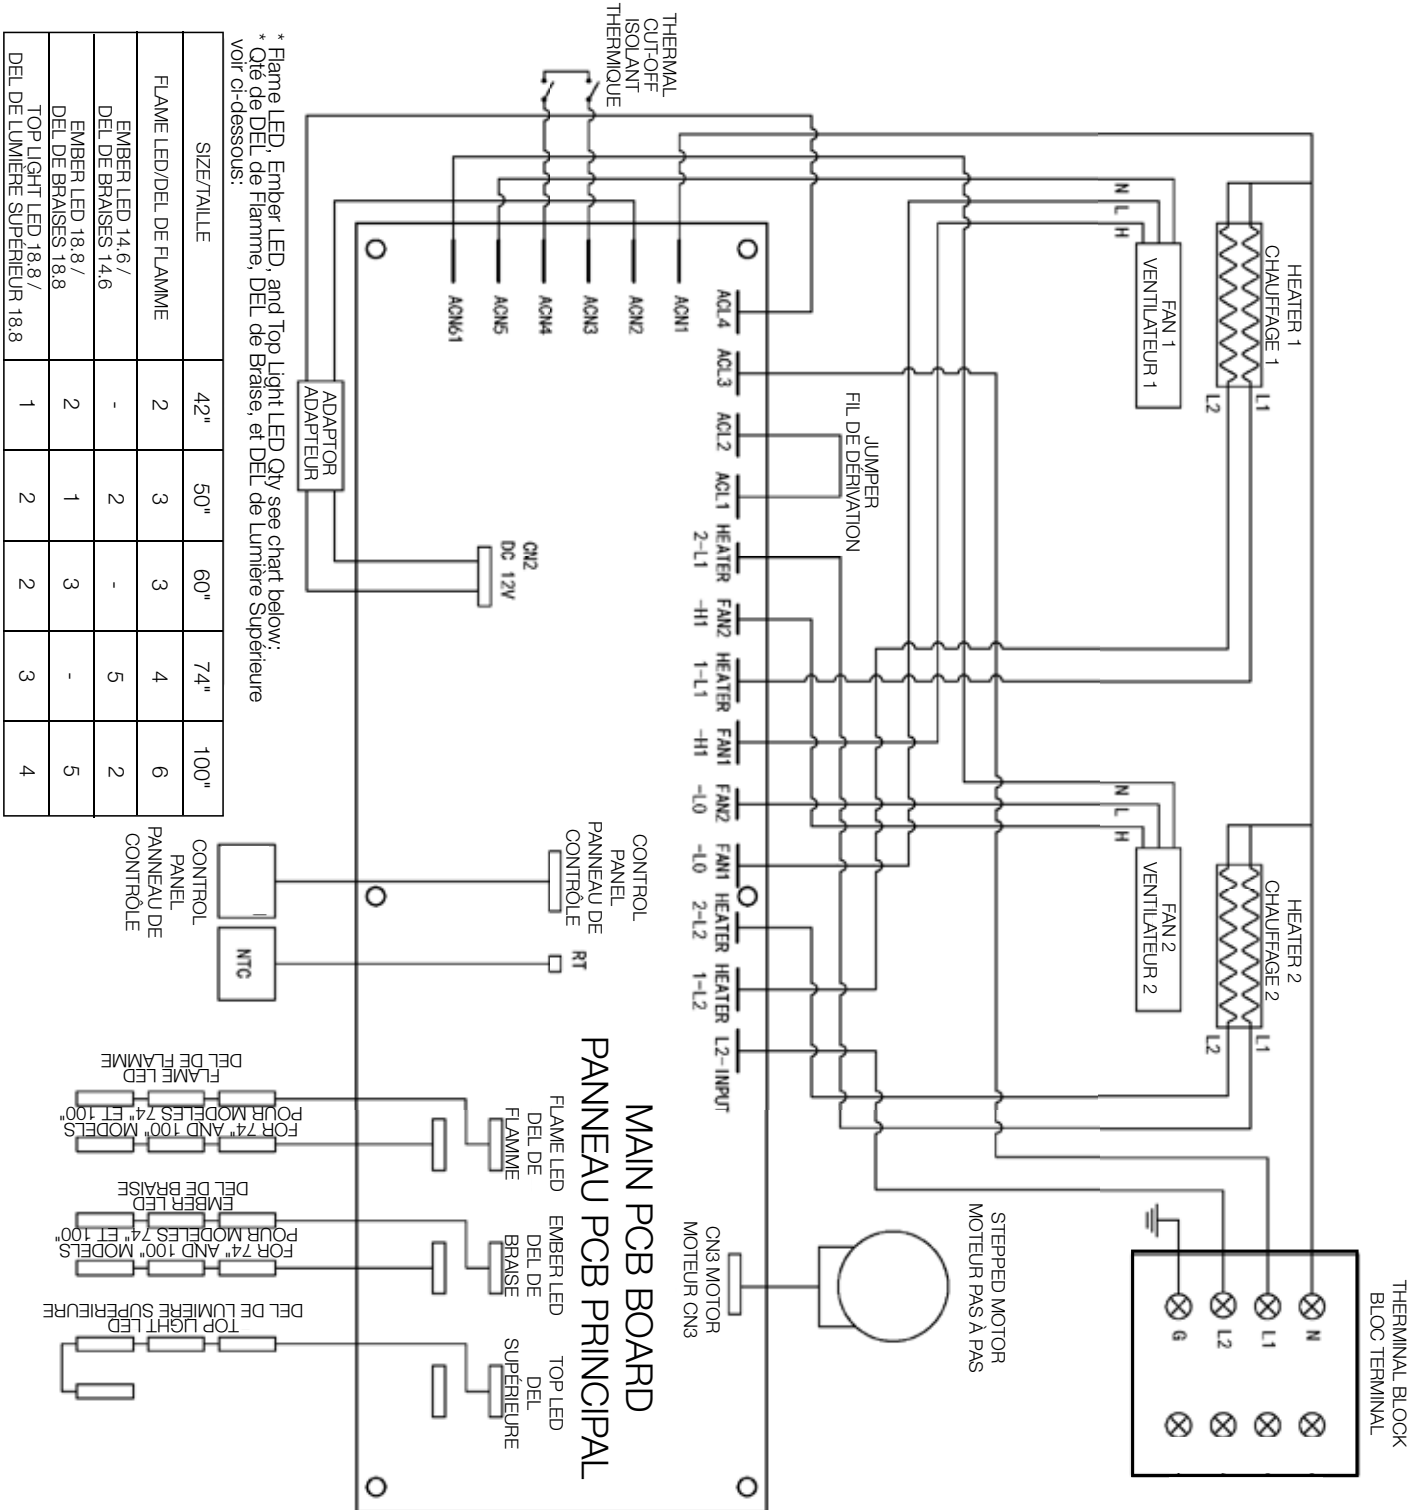 THERMAL BLOCK
BLOC TERMINAL
N
L1
L2
G
HEATER 1
CHAUFFAGE 1
L1
L2
HEATER 2
CHAUFFAGE 2
L1
L2
FAN 1
VENTILATEUR 1
N
L
H
FAN 2
VENTILATEUR 2
N
L
H
STEPPED MOTOR
MOTEUR PAS À PAS
JUMPER
FIL DE DÉRIVATION
THERMAL
CUT-OFF
ISOLANT
THERMIQUE
ACL4
ACL3
ACL2
ACL1
HEATER
2-L1
FAN2
-H1
HEATER
1-L1
FAN1
-H1
FAN2
-LO
FAN1
-LO
HEATER
2-L2
HEATER
1-L2
L2-INPUT
ACN1
ACN2
ACN3
ACN4
ACN5
ACN61
CN3 MOTOR
MOTEUR CN3
MAIN PCB BOARD
PANNEAU PCB PRINCIPAL
CONTROL
PANEL
PANNEAU DE
CONTRÔLE
RT
CN2
DC 12V
FLAME LED
DEL DE
FLAMME
EMBER LED
DEL DE
BRAISE
TOP LED
DEL
SUPÉRIEURE
ADAPTOR
ADAPTEUR
CONTROL
PANEL
PANNEAU DE
CONTRÔLE
NTC
FLAME LED
DEL DE FLAMME
FOR 74" AND 100" MODELS
POUR MODÈLES 74" ET 100"
EMBER LED
DEL DE BRAISE
FOR 74" AND 100" MODELS
POUR MODÈLES 74" ET 100"
TOP LIGHT LED
DEL DE LUMIÈRE SUPÉRIEURE
* Flame LED, Ember LED, and Top Light LED Qty see chart below:
* Qté de DEL de Flamme, DEL de Braise, et DEL de Lumière Supérieure
voir ci-dessous:
SIZE/TAILLE 42" 50" 60" 74" 100"
FLAME LED/DEL DE FLAMME 2 3 3 4 6
EMBER LED 14.6 /
DEL DE BRAISES 14.6 - 2 - 5 2
EMBER LED 18.8 /
DEL DE BRAISES 18.8 2 1 3 - 5
TOP LIGHT LED 18.8 /
DEL DE LUMIÈRE SUPÉRIEUR 18.8 1 2 2 3 4